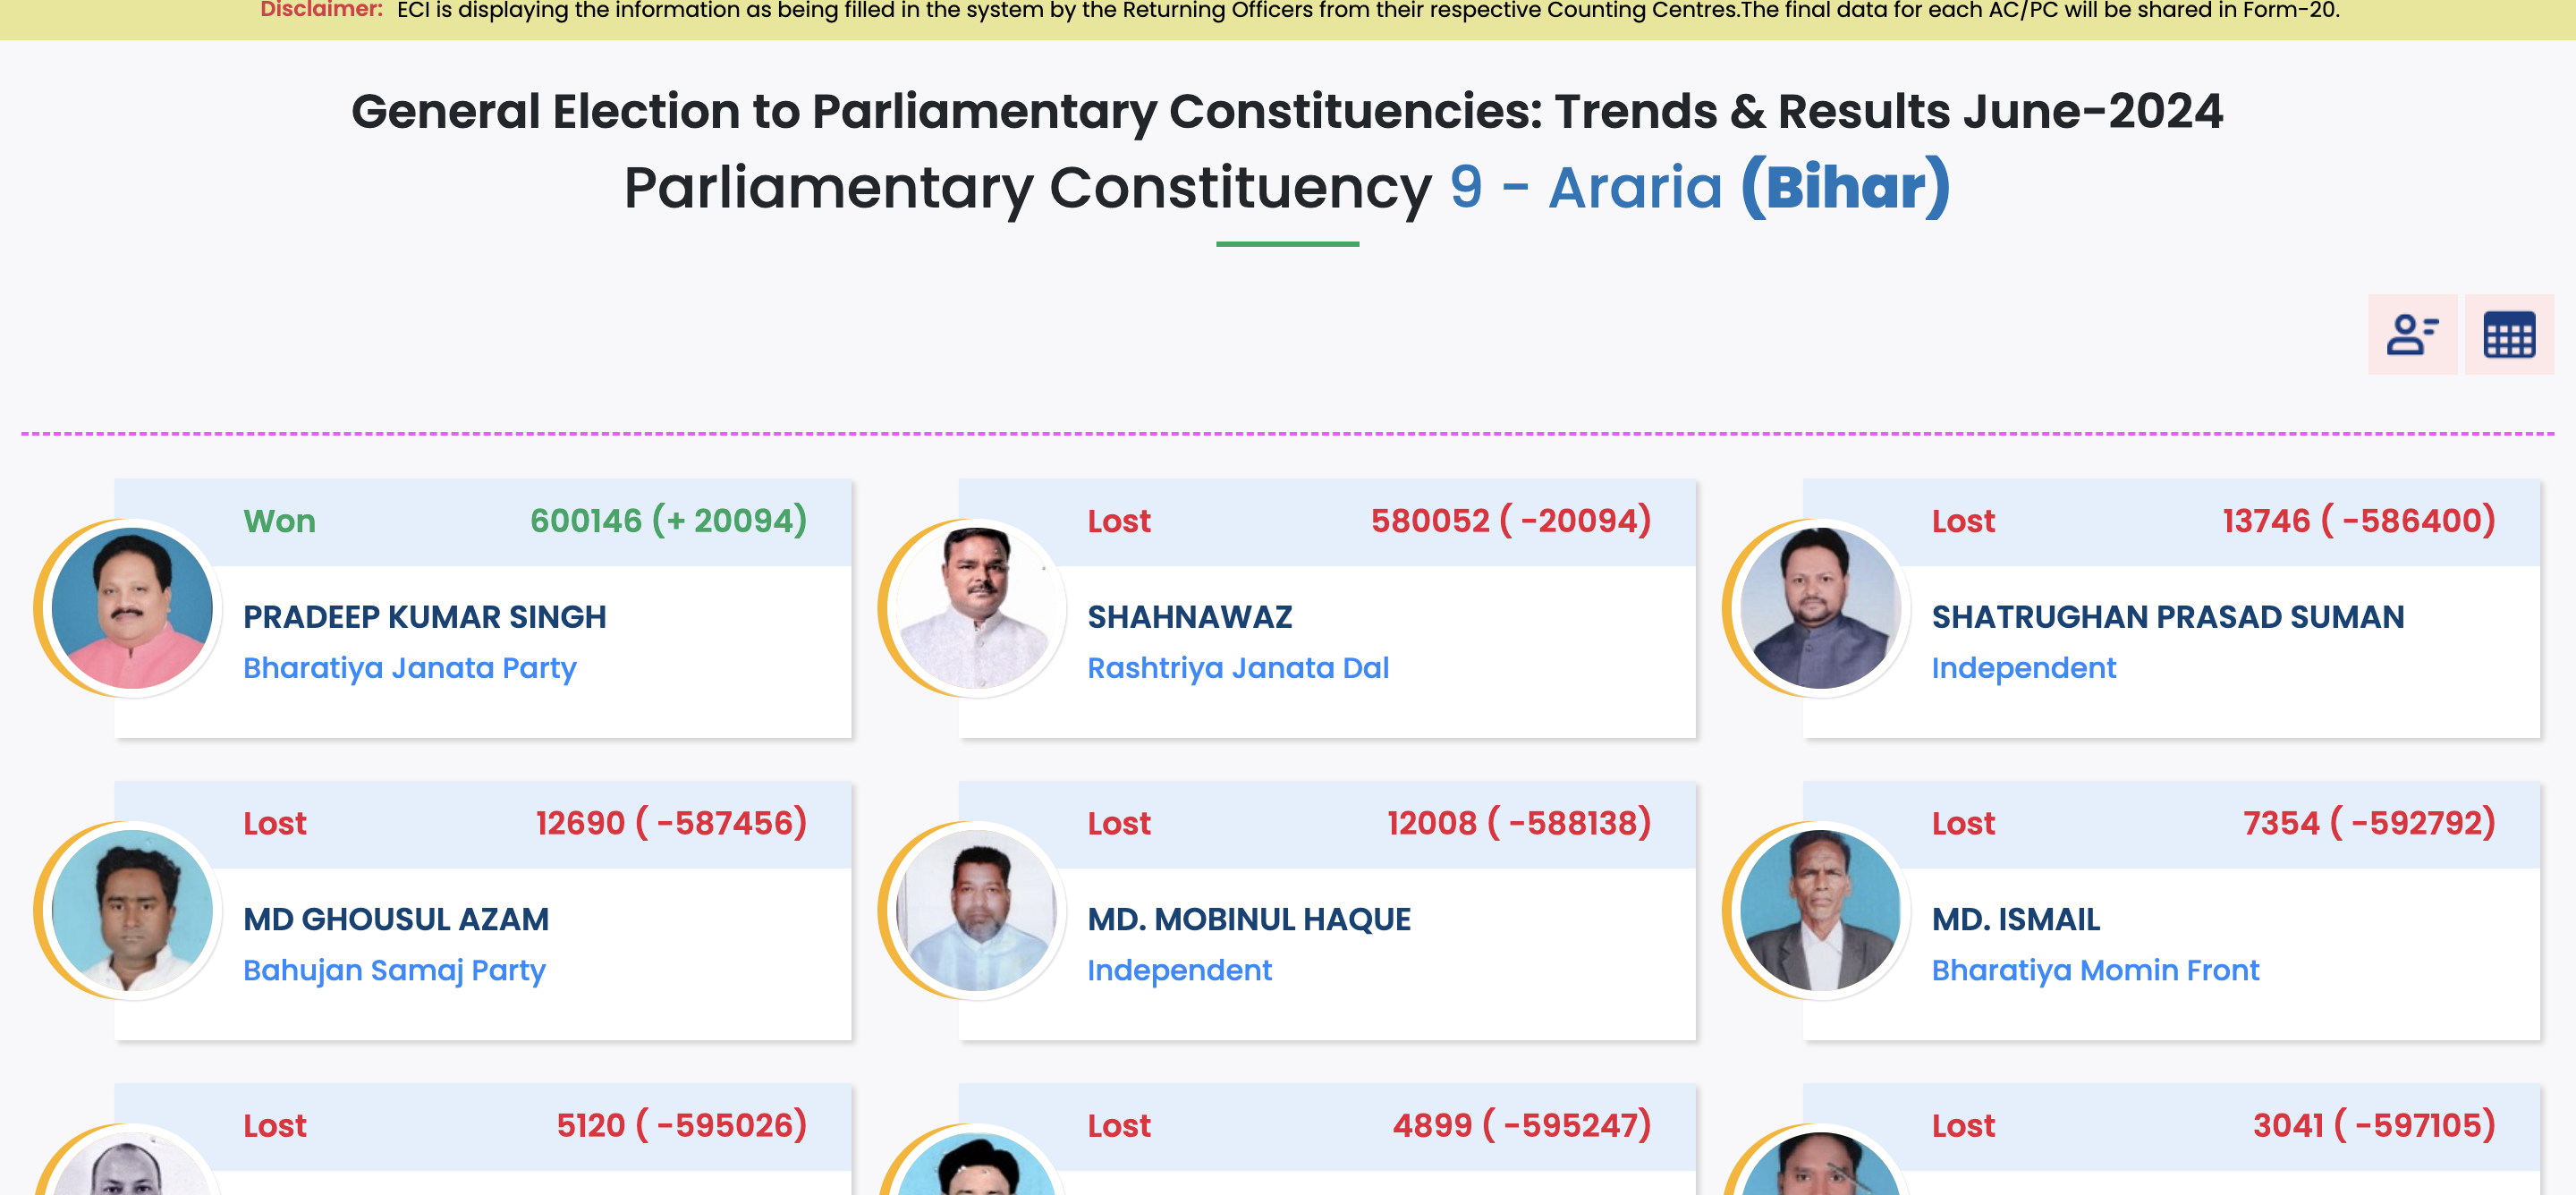 Disclaimer: ECI is displaying the information as being filled in the system by the Returning Officers from their respective Counting Centres.The final data for each AC/PC will be shared in Form-20.
General Election to Parliamentary Constituencies: Trends & Results June-2024
Parliamentary Constituency 9 - Araria (Bihar)
Won 600146 (+ 20094)
PRADEEP KUMAR SINGH
Bharatiya Janata Party
Lost 580052 ( -20094)
SHAHNAWAZ
Rashtriya Janata Dal
Lost 13746 ( -586400)
SHATRUGHAN PRASAD SUMAN
Independent
Lost 12690 ( -587456)
MD GHOUSUL AZAM
Bahujan Samaj Party
Lost 12008 ( -588138)
MD. MOBINUL HAQUE
Independent
Lost 7354 ( -592792)
MD. ISMAIL
Bharatiya Momin Front
Lost 5120 ( -595026)
Lost 4899 ( -595247)
Lost 3041 ( -597105)